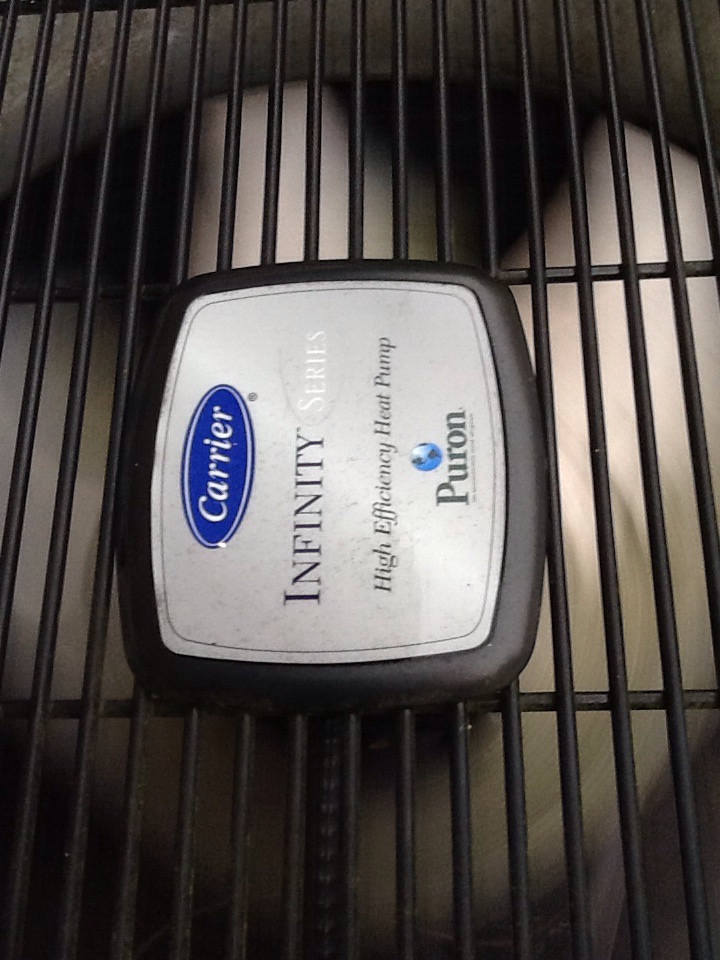 Carrier
INFINITY SERIES
High Efficiency Heat Pump
Puron